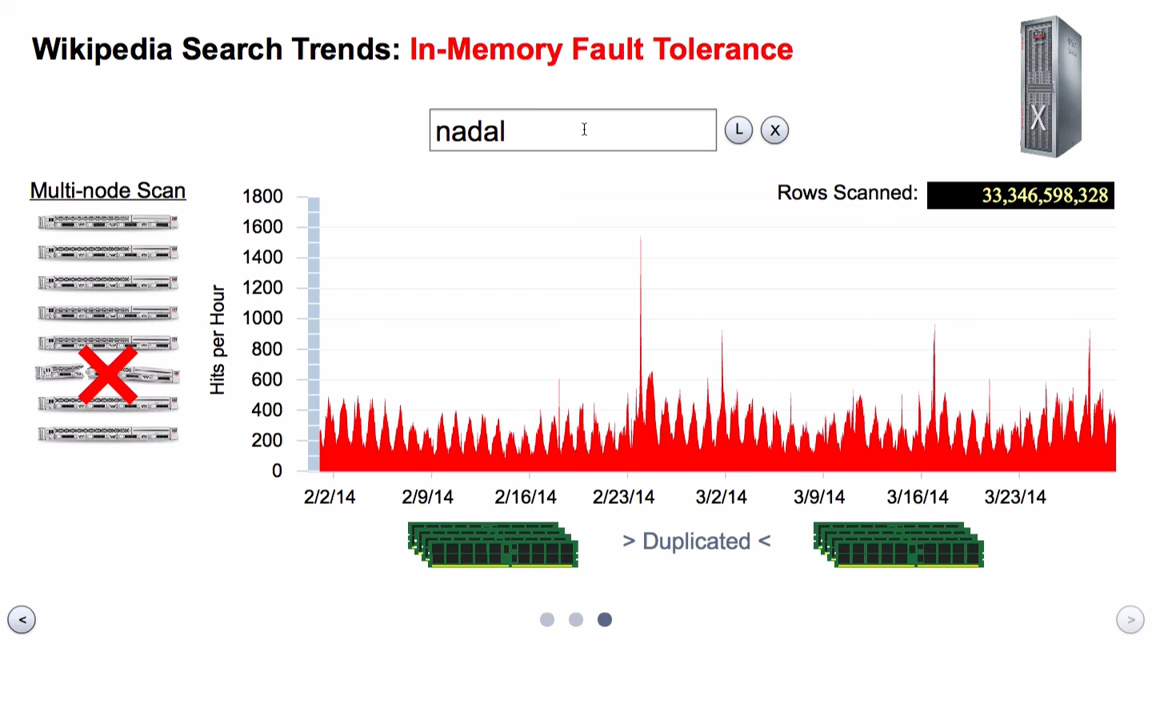 Wikipedia Search Trends: In-Memory Fault Tolerance
X
nadal
L X
Multi-node Scan
Rows Scanned: 33,346,598,328
Hits per Hour
1800
1600
1400
1200
1000
800
600
400
200
0
2/2/14 2/9/14 2/16/14 2/23/14 3/2/14 3/9/14 3/16/14 3/23/14
> Duplicated <
< >